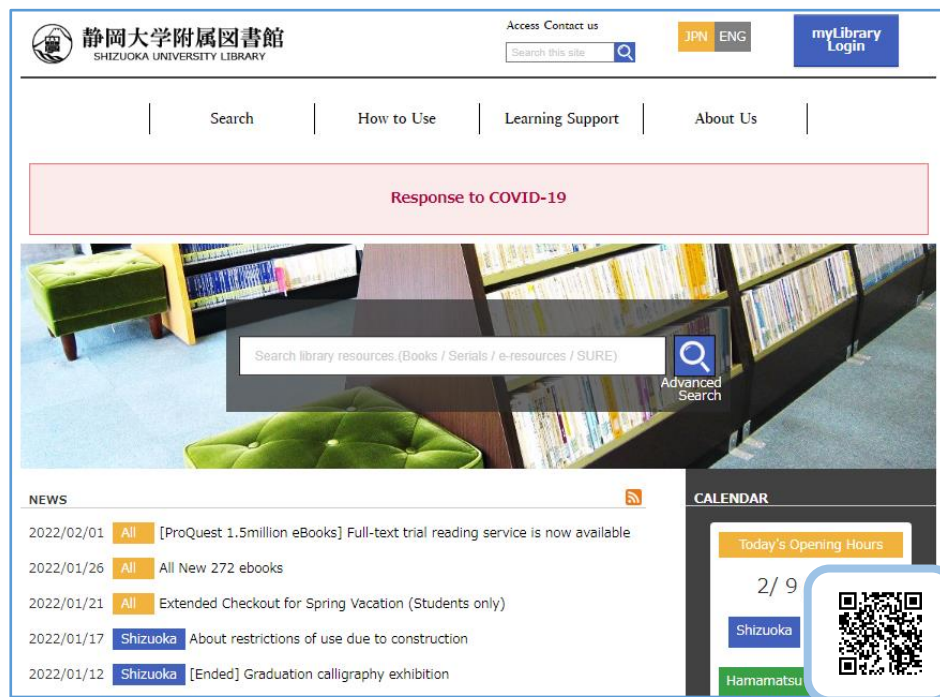 静岡大学附属図書館
SHIZUOKA UNIVERSITY LIBRARY
Access Contact us
Search this site
JPN ENG
myLibrary
Login
Search
How to Use
Learning Support
About Us
Response to COVID-19
Search library resources.(Books / Serials / e-resources / SURE)
Advanced
Search
NEWS
2022/02/01 All [ProQuest 1.5million eBooks] Full-text trial reading service is now available
2022/01/26 All All New 272 ebooks
2022/01/21 All Extended Checkout for Spring Vacation (Students only)
2022/01/17 Shizuoka About restrictions of use due to construction
2022/01/12 Shizuoka [Ended] Graduation calligraphy exhibition
CALENDAR
Today's Opening Hours
2/ 9
Shizuoka
Hamamatsu